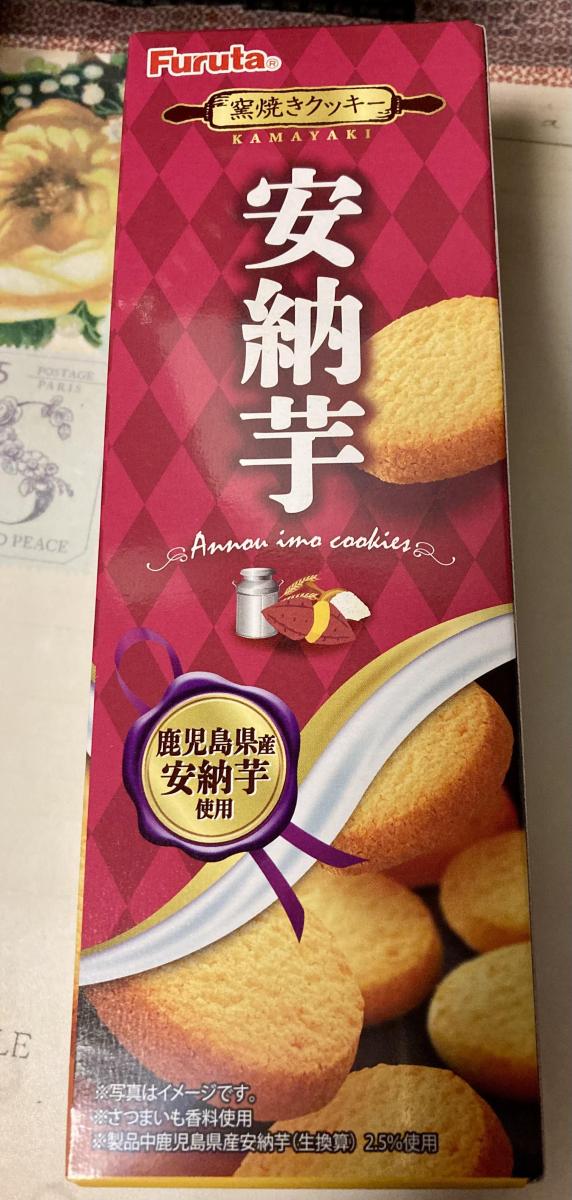 Furuta®
窯焼きクッキー
KAMAYAKI
安納芋
Annou imo cookies
鹿児島県産
安納芋
使用
※写真はイメージです。
※さつまいも香料使用
※製品中鹿児島県産安納芋(生換算) 2.5%使用
5
POSTAGE
PARIS
D PEACE
LE
a